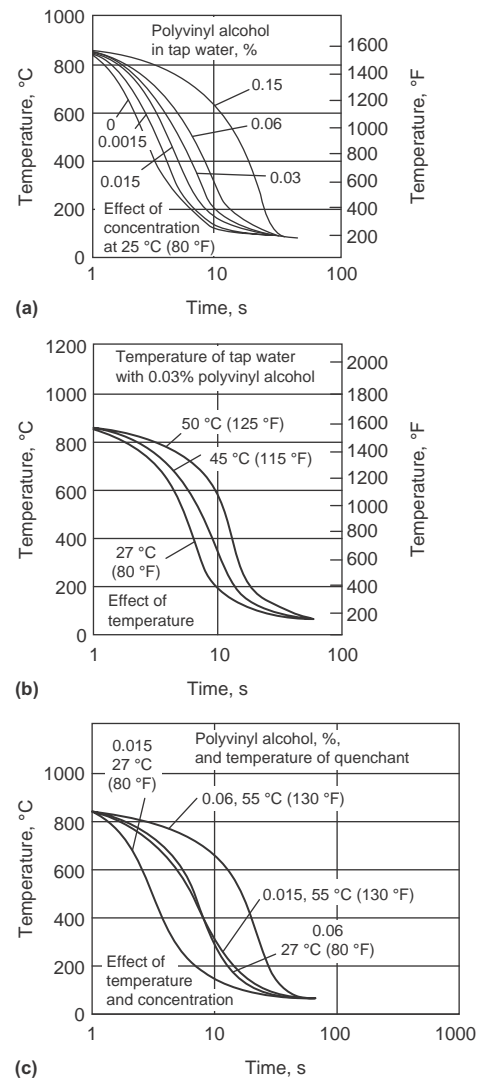 Polyvinyl alcohol
in tap water, %
1000
800
600
400
200
0
Temperature, °C
1600
1400
1200
1000
800
600
400
200
Temperature, °F
0.15
0.06
0
0.0015
0.03
0.015
Effect of
concentration
at 25 °C (80 °F)
1
10
100
(a)
Time, s
1200
1000
800
600
400
200
0
Temperature, °C
Temperature of tap water
with 0.03% polyvinyl alcohol
2000
1800
1600
1400
1200
1000
800
600
400
200
Temperature, °F
50 °C (125 °F)
45 °C (115 °F)
27 °C
(80 °F)
Effect of
temperature
1
10
100
(b)
Time, s
1000
800
600
400
200
0
Temperature, °C
Polyvinyl alcohol, %,
and temperature of quenchant
0.015
27 °C
(80 °F)
0.06, 55 °C (130 °F)
0.015, 55 °C (130 °F)
0.06
27 °C (80 °F)
Effect of
temperature
and concentration
1
10
100
1000
(c)
Time, s